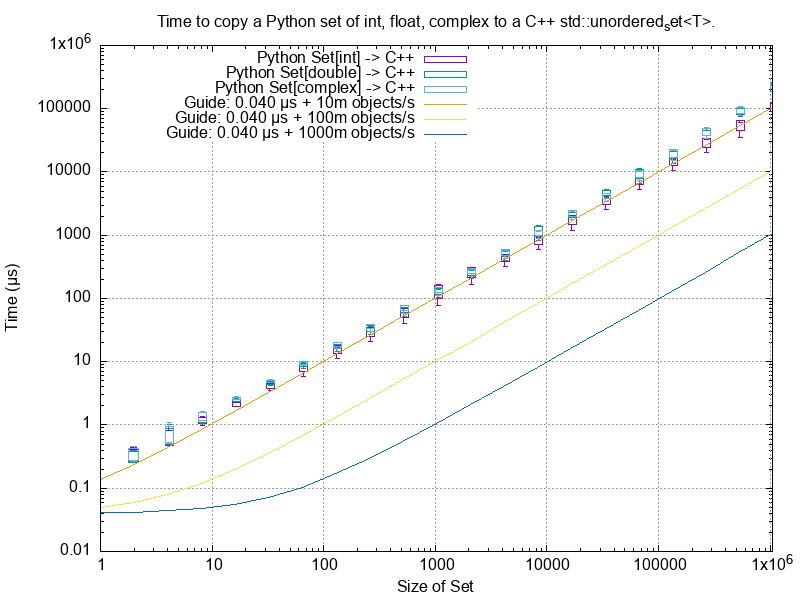 Time to copy a Python set of int, float, complex to a C++ std::unordered_set<T>.
Python Set[int] -> C++
Python Set[double] -> C++
Python Set[complex] -> C++
Guide: 0.040 µs + 10m objects/s
Guide: 0.040 µs + 100m objects/s
Guide: 0.040 µs + 1000m objects/s
1x10^6
100000
10000
1000
100
10
1
0.1
0.01
Time (µs)
1 10 100 1000 10000 100000 1x10^6
Size of Set